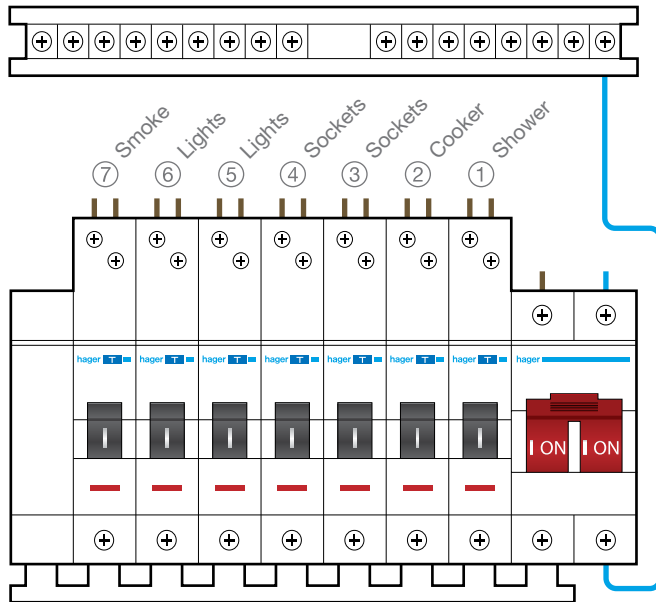 Smoke
Lights
Lights
Sockets
Sockets
Cooker
Shower
7
6
5
4
3
2
1
hager T
hager T
hager T
hager T
hager T
hager T
hager T
hager
I ON
I ON